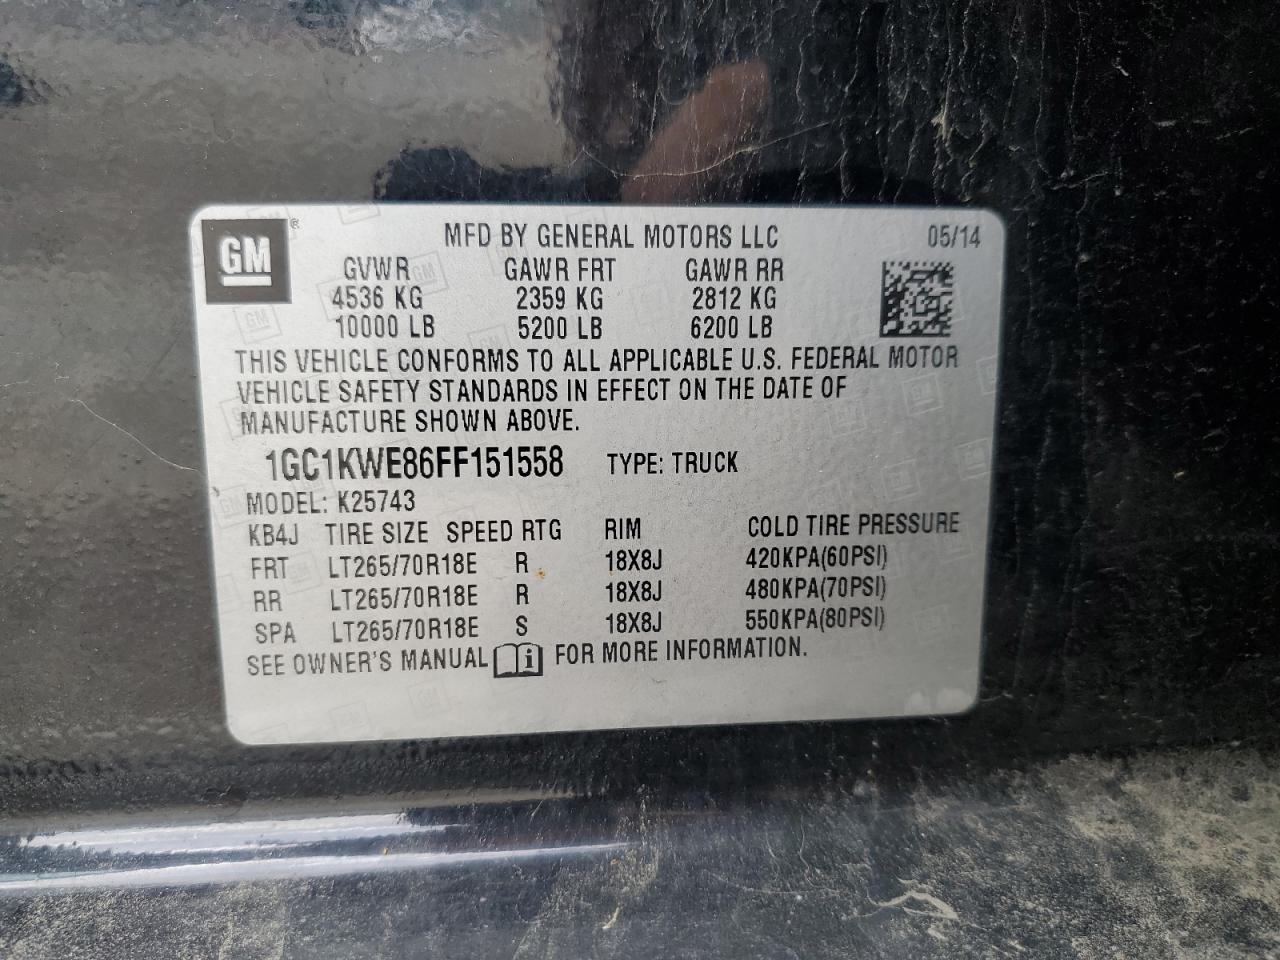 GM ® MFD BY GENERAL MOTORS LLC 05/14
GVWR GAWR FRT GAWR RR
4536 KG 2359 KG 2812 KG
10000 LB 5200 LB 6200 LB
THIS VEHICLE CONFORMS TO ALL APPLICABLE U.S. FEDERAL MOTOR
VEHICLE SAFETY STANDARDS IN EFFECT ON THE DATE OF
MANUFACTURE SHOWN ABOVE.
1GC1KWE86FF151558 TYPE: TRUCK
MODEL: K25743
KB4J TIRE SIZE SPEED RTG RIM COLD TIRE PRESSURE
FRT LT265/70R18E R 18X8J 420KPA(60PSI)
RR LT265/70R18E R 18X8J 480KPA(70PSI)
SPA LT265/70R18E S 18X8J 550KPA(80PSI)
SEE OWNER'S MANUAL i FOR MORE INFORMATION.